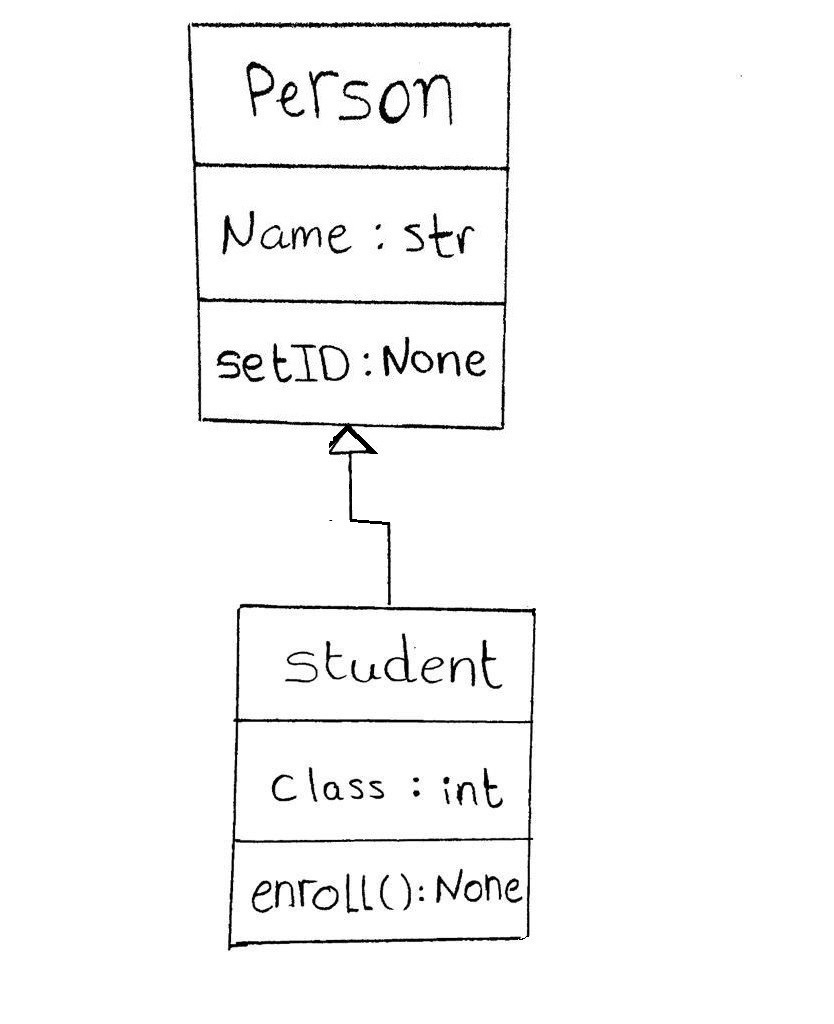 Person
Name : str
setID : None
student
Class : int
enroll() : None